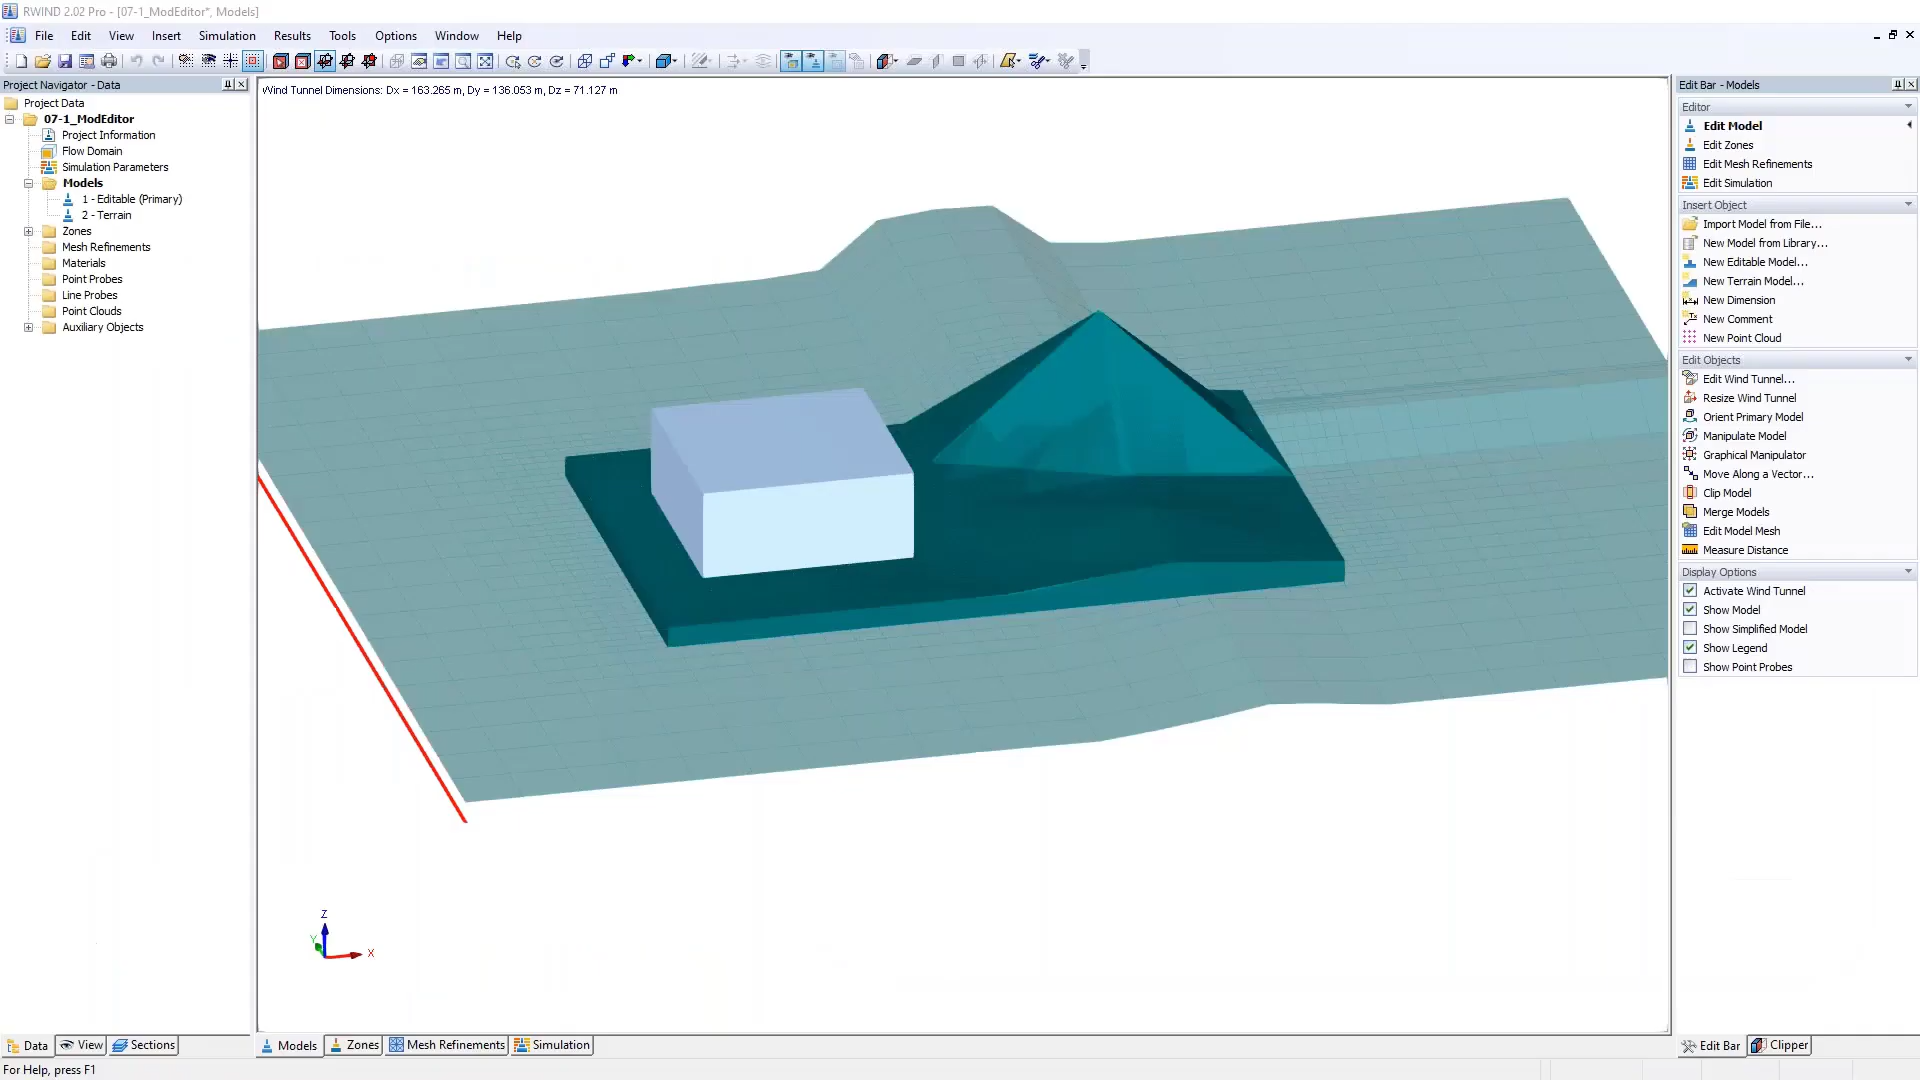 RWIND 2.02 Pro - [07-1_ModEditor*, Models]
File Edit View Insert Simulation Results Tools Options Window Help
Project Navigator - Data
Project Data
07-1_ModEditor
Project Information
Flow Domain
Simulation Parameters
Models
1 - Editable (Primary)
2 - Terrain
Zones
Mesh Refinements
Materials
Point Probes
Line Probes
Point Clouds
Auxiliary Objects
Data View Sections
Wind Tunnel Dimensions: Dx = 163.265 m, Dy = 136.053 m, Dz = 71.127 m
Z
Y
X
Models Zones Mesh Refinements Simulation
Edit Bar - Models
Editor
Edit Model
Edit Zones
Edit Mesh Refinements
Edit Simulation
Insert Object
Import Model from File...
New Model from Library...
New Editable Model...
New Terrain Model...
New Dimension
New Comment
New Point Cloud
Edit Objects
Edit Wind Tunnel...
Resize Wind Tunnel
Orient Primary Model
Manipulate Model
Graphical Manipulator
Move Along a Vector...
Clip Model
Merge Models
Edit Model Mesh
Measure Distance
Display Options
Activate Wind Tunnel
Show Model
Show Simplified Model
Show Legend
Show Point Probes
Edit Bar Clipper
For Help, press F1